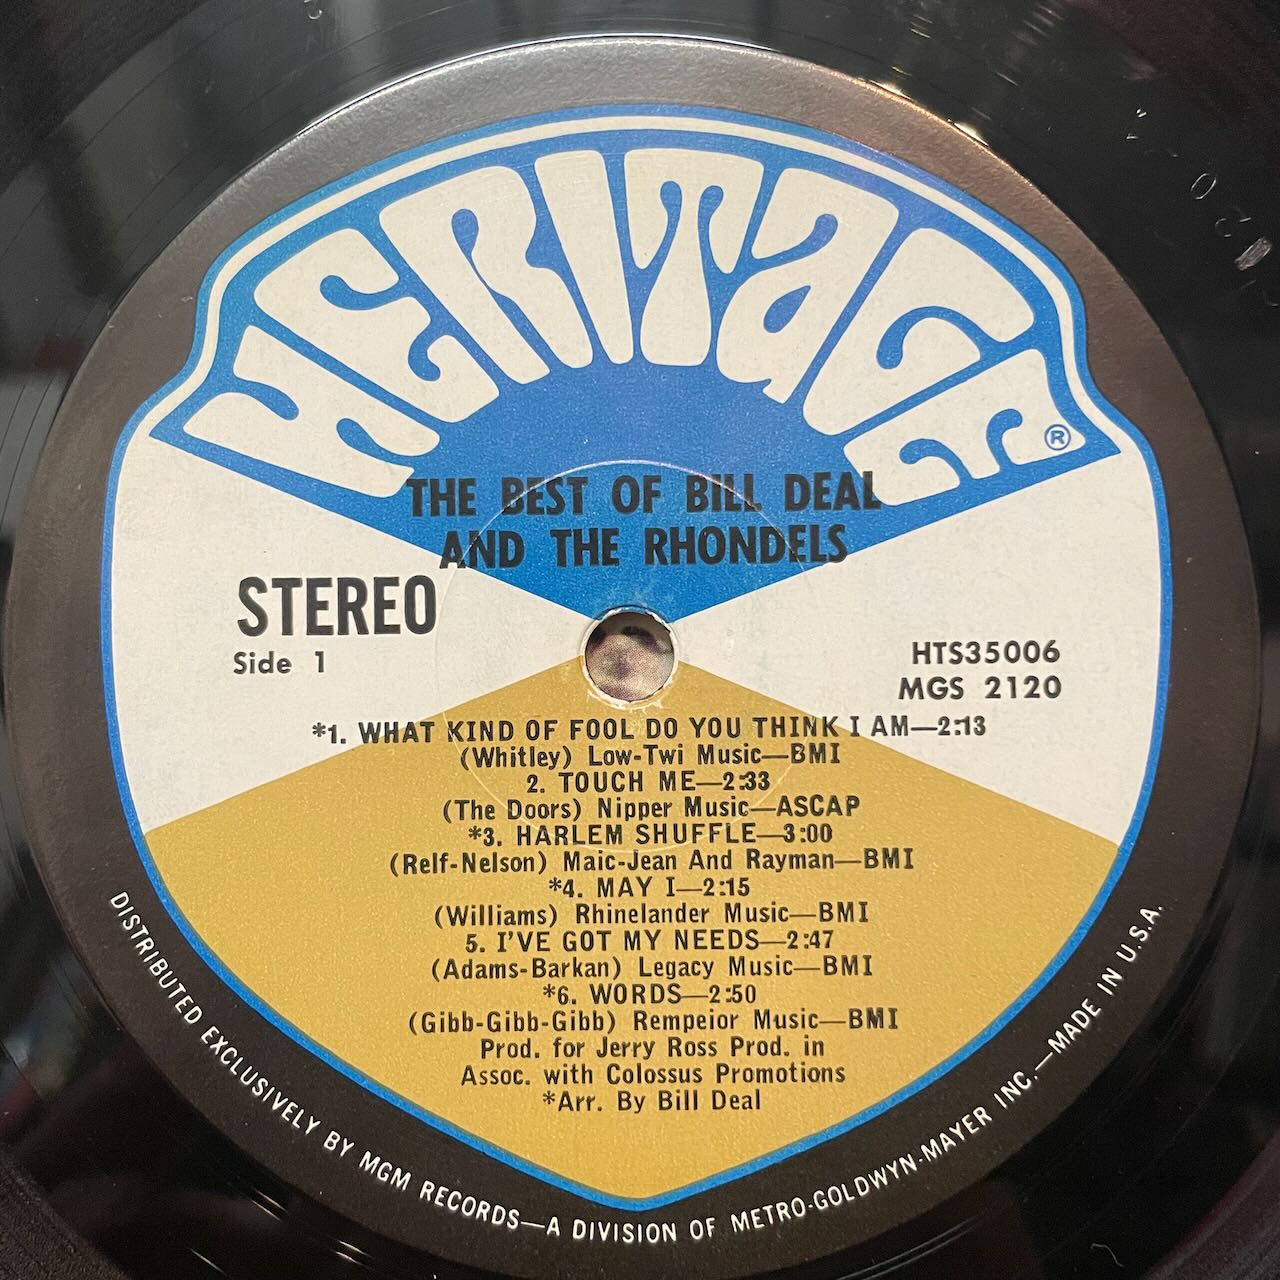 HERITAGE ®
THE BEST OF BILL DEAL
AND THE RHONDELS
STEREO
Side 1
HTS35006
MGS 2120
*1. WHAT KIND OF FOOL DO YOU THINK I AM—2:13
(Whitley) Low-Twi Music—BMI
2. TOUCH ME—2:33
(The Doors) Nipper Music—ASCAP
*3. HARLEM SHUFFLE—3:00
(Relf-Nelson) Maic-Jean And Rayman—BMI
*4. MAY I—2:15
(Williams) Rhinelander Music—BMI
5. I'VE GOT MY NEEDS—2:47
(Adams-Barkan) Legacy Music—BMI
*6. WORDS—2:50
(Gibb-Gibb-Gibb) Rempeior Music—BMI
Prod. for Jerry Ross Prod. in
Assoc. with Colossus Promotions
*Arr. By Bill Deal
DISTRIBUTED EXCLUSIVELY BY MGM RECORDS—A DIVISION OF METRO-GOLDWYN-MAYER INC.—MADE IN U.S.A.